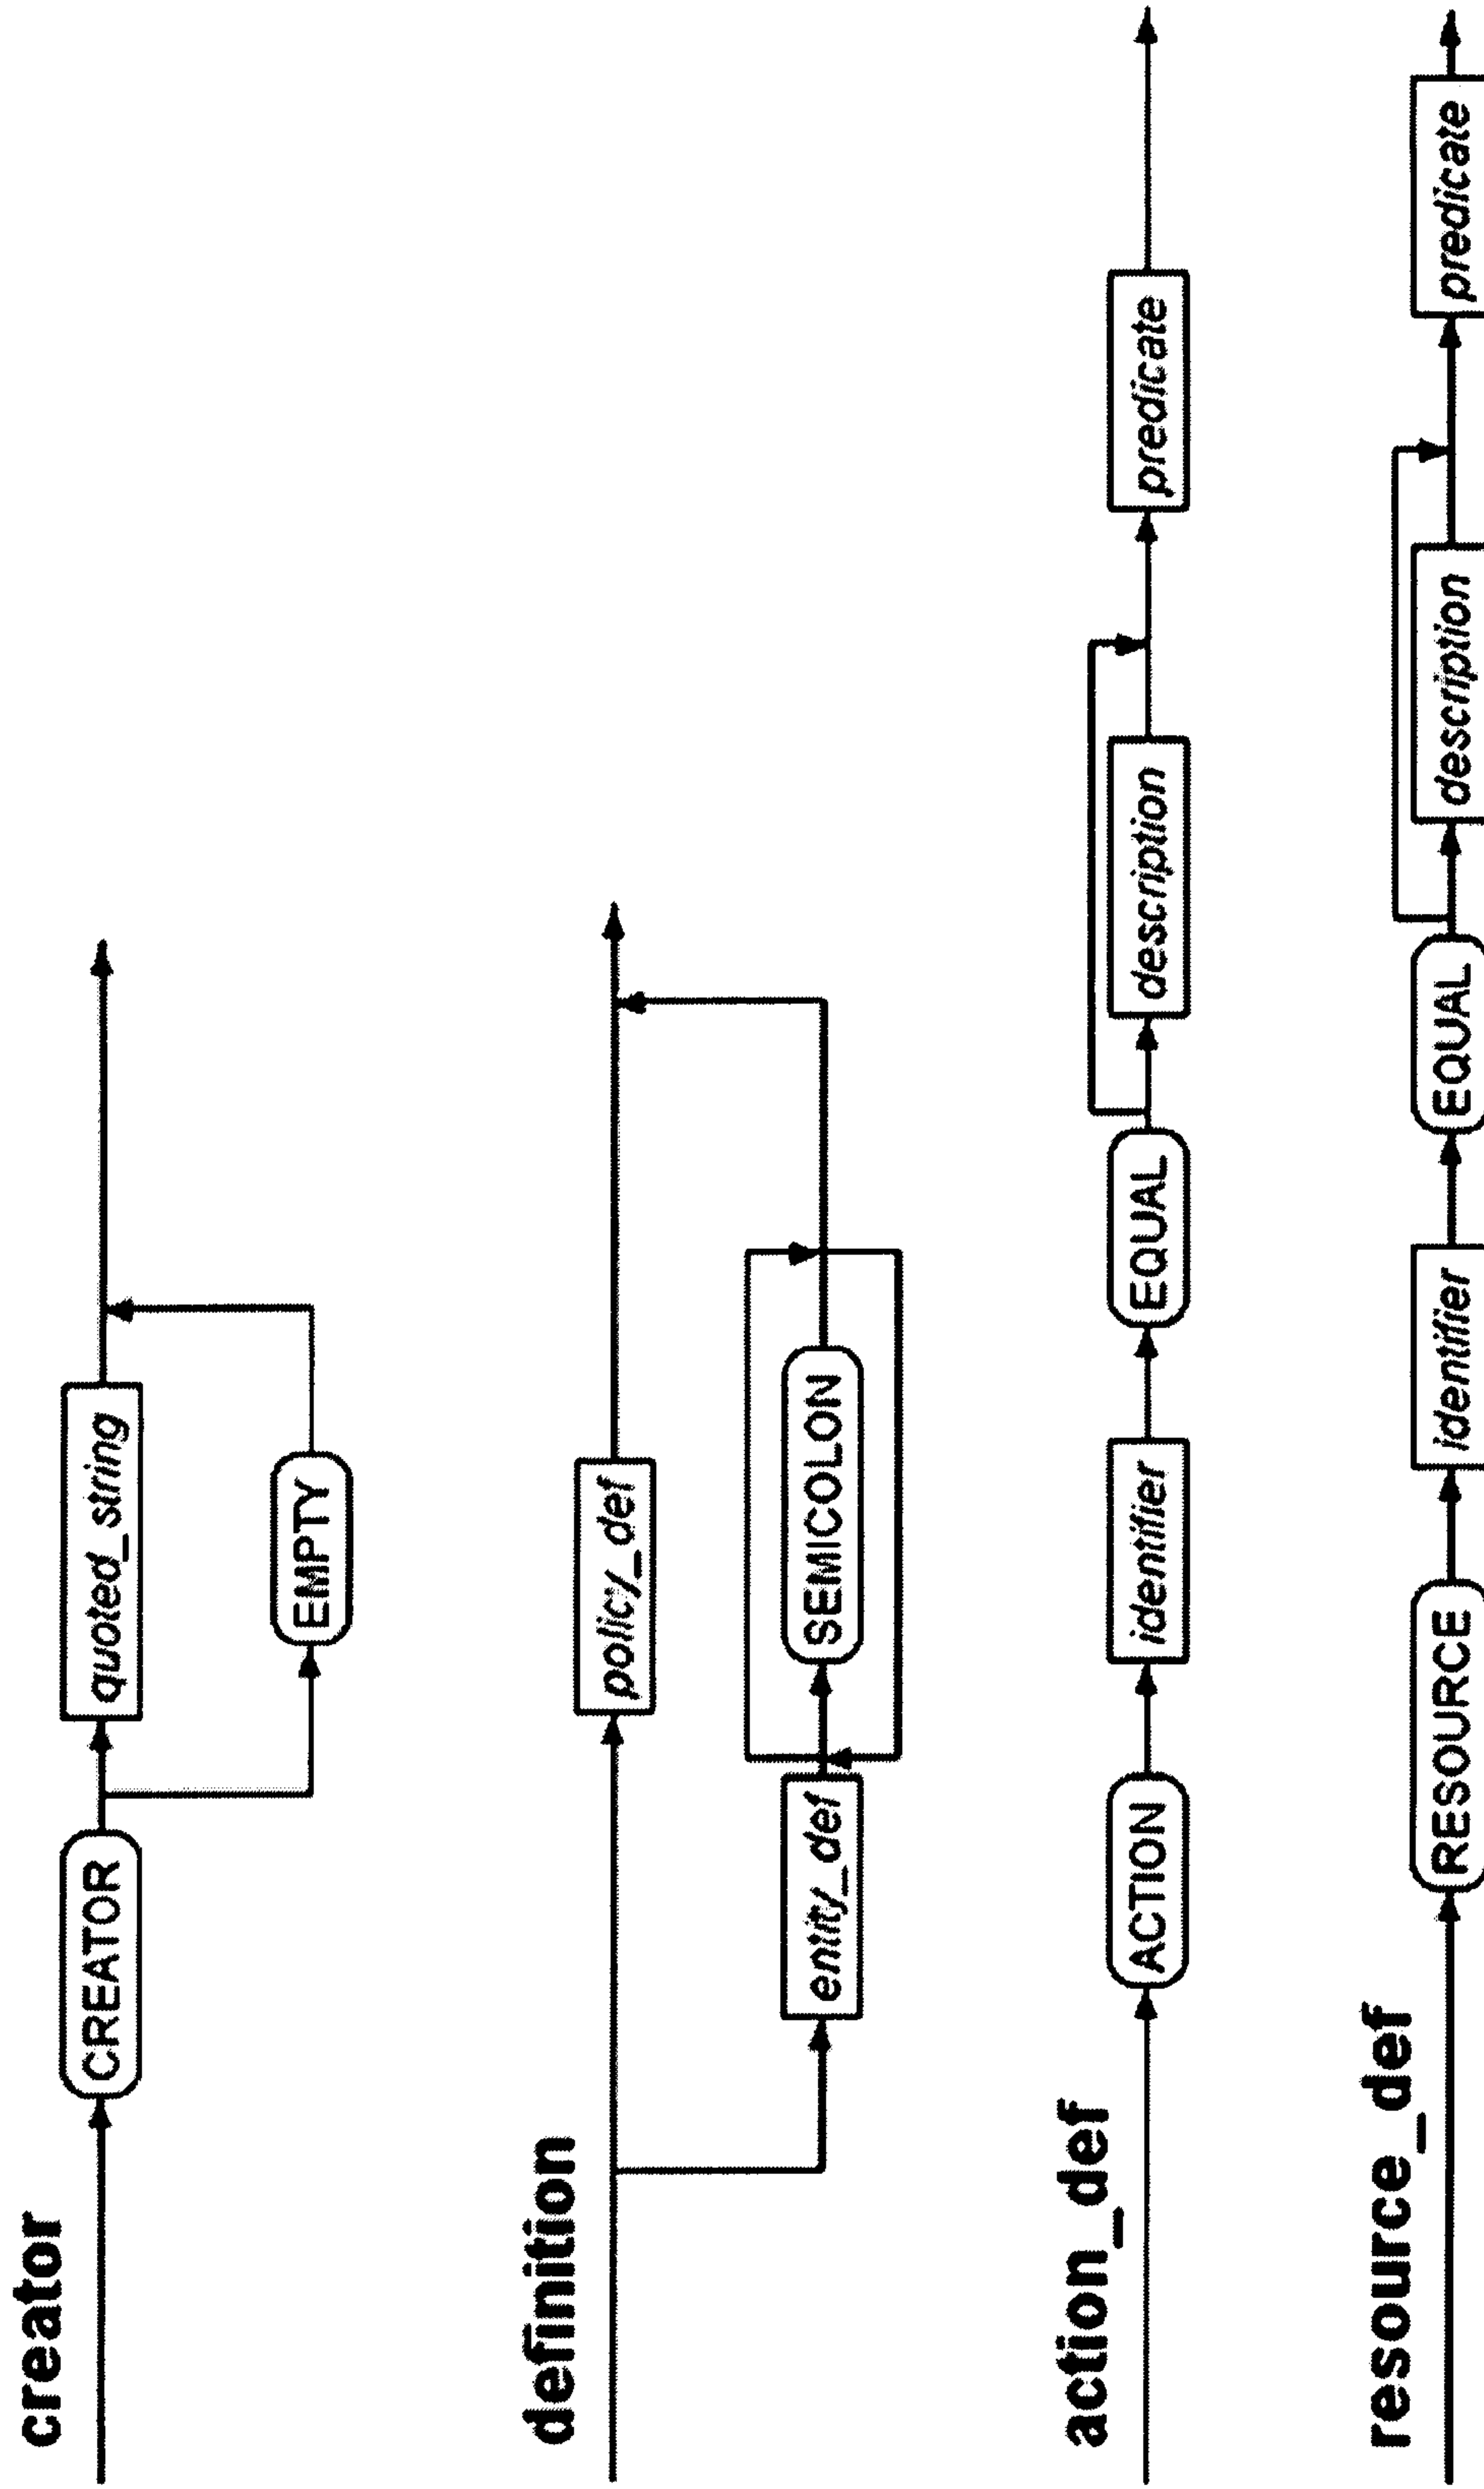 creator
CREATOR quoted_string
EMPTY
definition
policy_def
entity_def SEMICOLON
action_def
ACTION identifier EQUAL description predicate
resource_def
RESOURCE identifier EQUAL description predicate